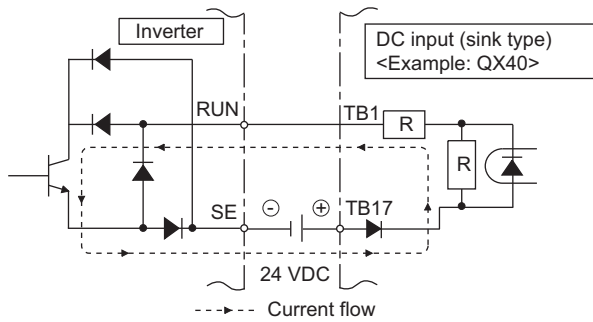 Inverter
DC input (sink type)
<Example: QX40>
RUN
TB1
R
R
SE
⊖
⊕
TB17
24 VDC
Current flow